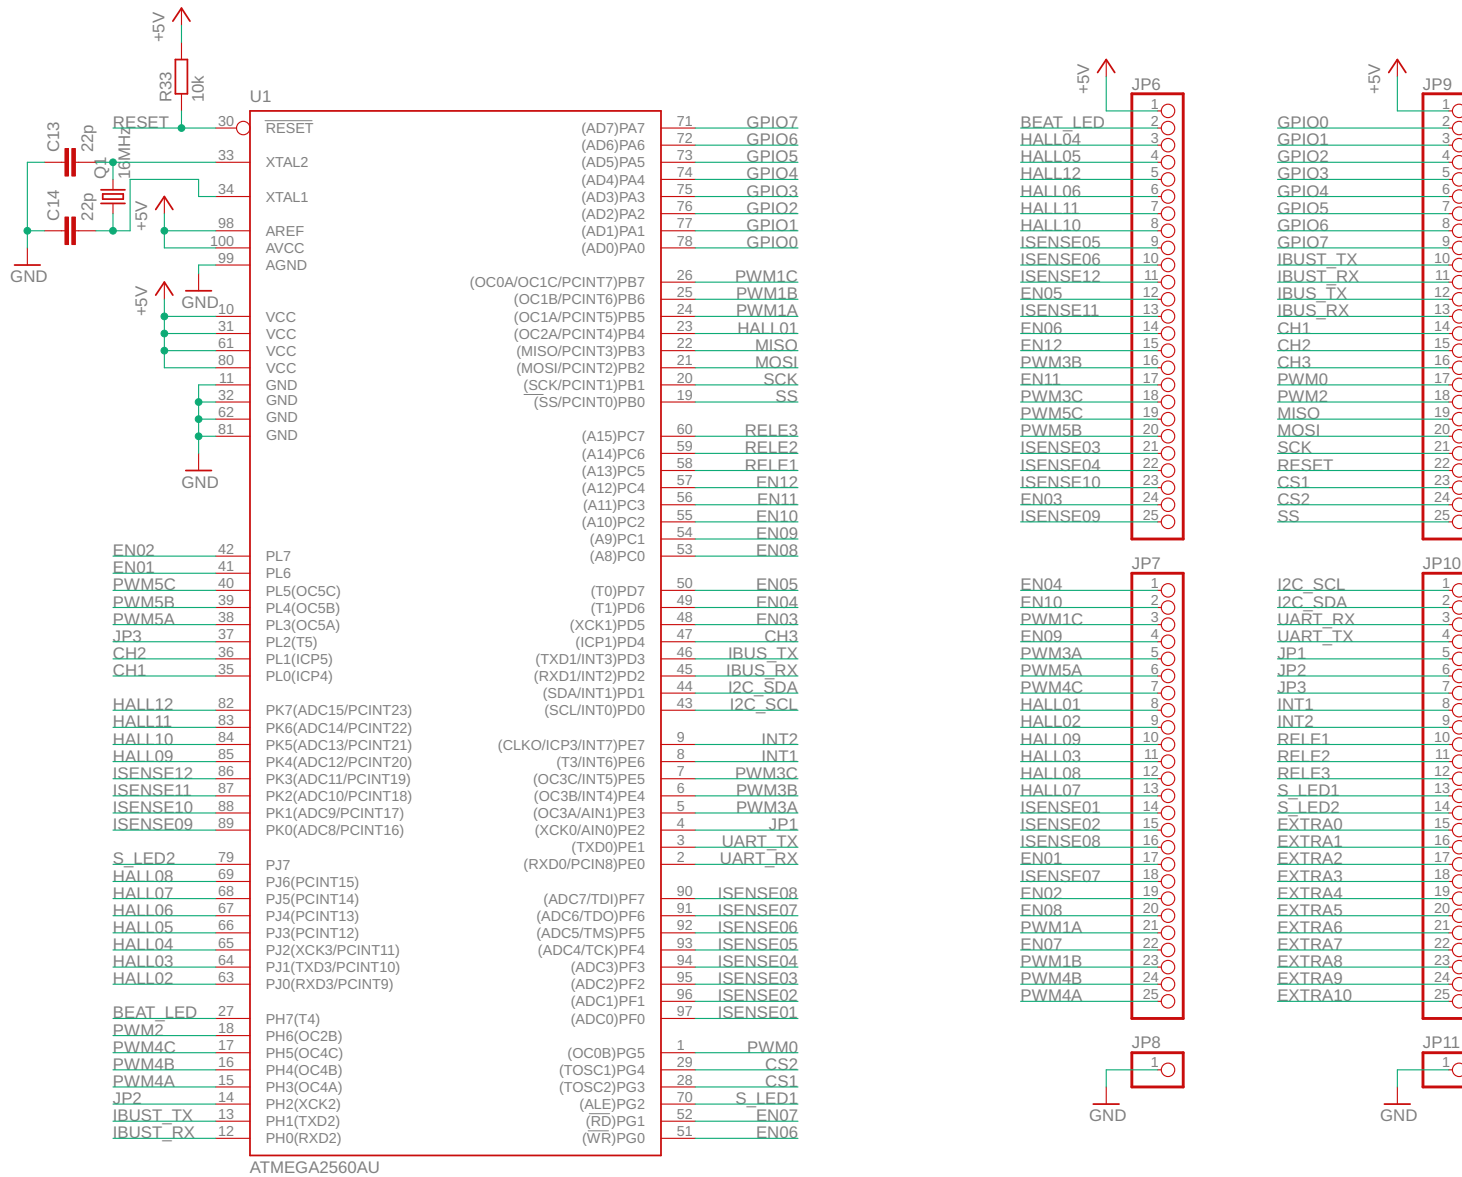 +5V
R33
10k
U1
C13
22p
Q1
16MHz
C14
22p
+5V
GND
+5V
GND
GND
RESET 30 RESET
33 XTAL2
34 XTAL1
98 AREF
100 AVCC
99 AGND
10 VCC
31 VCC
61 VCC
80 VCC
11 GND
32 GND
62 GND
81 GND
EN02 42 PL7
EN01 41 PL6
PWM5C 40 PL5(OC5C)
PWM5B 39 PL4(OC5B)
PWM5A 38 PL3(OC5A)
JP3 37 PL2(T5)
CH2 36 PL1(ICP5)
CH1 35 PL0(ICP4)
HALL12 82 PK7(ADC15/PCINT23)
HALL11 83 PK6(ADC14/PCINT22)
HALL10 84 PK5(ADC13/PCINT21)
HALL09 85 PK4(ADC12/PCINT20)
ISENSE12 86 PK3(ADC11/PCINT19)
ISENSE11 87 PK2(ADC10/PCINT18)
ISENSE10 88 PK1(ADC9/PCINT17)
ISENSE09 89 PK0(ADC8/PCINT16)
S_LED2 79 PJ7
HALL08 69 PJ6(PCINT15)
HALL07 68 PJ5(PCINT14)
HALL06 67 PJ4(PCINT13)
HALL05 66 PJ3(PCINT12)
HALL04 65 PJ2(XCK3/PCINT11)
HALL03 64 PJ1(TXD3/PCINT10)
HALL02 63 PJ0(RXD3/PCINT9)
BEAT_LED 27 PH7(T4)
PWM2 18 PH6(OC2B)
PWM4C 17 PH5(OC4C)
PWM4B 16 PH4(OC4B)
PWM4A 15 PH3(OC4A)
JP2 14 PH2(XCK2)
IBUST_TX 13 PH1(TXD2)
IBUST_RX 12 PH0(RXD2)
(AD7)PA7 71 GPIO7
(AD6)PA6 72 GPIO6
(AD5)PA5 73 GPIO5
(AD4)PA4 74 GPIO4
(AD3)PA3 75 GPIO3
(AD2)PA2 76 GPIO2
(AD1)PA1 77 GPIO1
(AD0)PA0 78 GPIO0
(OC0A/OC1C/PCINT7)PB7 26 PWM1C
(OC1B/PCINT6)PB6 25 PWM1B
(OC1A/PCINT5)PB5 24 PWM1A
(OC2A/PCINT4)PB4 23 HALL01
(MISO/PCINT3)PB3 22 MISO
(MOSI/PCINT2)PB2 21 MOSI
(SCK/PCINT1)PB1 20 SCK
(SS/PCINT0)PB0 19 SS
(A15)PC7 60 RELE3
(A14)PC6 59 RELE2
(A13)PC5 58 RELE1
(A12)PC4 57 EN12
(A11)PC3 56 EN11
(A10)PC2 55 EN10
(A9)PC1 54 EN09
(A8)PC0 53 EN08
(T0)PD7 50 EN05
(T1)PD6 49 EN04
(XCK1)PD5 48 EN03
(ICP1)PD4 47 CH3
(TXD1/INT3)PD3 46 IBUS_TX
(RXD1/INT2)PD2 45 IBUS_RX
(SDA/INT1)PD1 44 I2C_SDA
(SCL/INT0)PD0 43 I2C_SCL
(CLKO/ICP3/INT7)PE7 9 INT2
(T3/INT6)PE6 8 INT1
(OC3C/INT5)PE5 7 PWM3C
(OC3B/INT4)PE4 6 PWM3B
(OC3A/AIN1)PE3 5 PWM3A
(XCK0/AIN0)PE2 4 JP1
(TXD0)PE1 3 UART_TX
(RXD0/PCIN8)PE0 2 UART_RX
(ADC7/TDI)PF7 90 ISENSE08
(ADC6/TDO)PF6 91 ISENSE07
(ADC5/TMS)PF5 92 ISENSE06
(ADC4/TCK)PF4 93 ISENSE05
(ADC3)PF3 94 ISENSE04
(ADC2)PF2 95 ISENSE03
(ADC1)PF1 96 ISENSE02
(ADC0)PF0 97 ISENSE01
(OC0B)PG5 1 PWM0
(TOSC1)PG4 29 CS2
(TOSC2)PG3 28 CS1
(ALE)PG2 70 S_LED1
(RD)PG1 52 EN07
(WR)PG0 51 EN06
ATMEGA2560AU
+5V
JP6
1
BEAT_LED 2
HALL04 3
HALL05 4
HALL12 5
HALL06 6
HALL11 7
HALL10 8
ISENSE05 9
ISENSE06 10
ISENSE12 11
EN05 12
ISENSE11 13
EN06 14
EN12 15
PWM3B 16
EN11 17
PWM3C 18
PWM5C 19
PWM5B 20
ISENSE03 21
ISENSE04 22
ISENSE10 23
EN03 24
ISENSE09 25
JP7
EN04 1
EN10 2
PWM1C 3
EN09 4
PWM3A 5
PWM5A 6
PWM4C 7
HALL01 8
HALL02 9
HALL09 10
HALL03 11
HALL08 12
HALL07 13
ISENSE01 14
ISENSE02 15
ISENSE08 16
EN01 17
ISENSE07 18
EN02 19
EN08 20
PWM1A 21
EN07 22
PWM1B 23
PWM4B 24
PWM4A 25
JP8
1
GND
+5V
JP9
1
GPIO0 2
GPIO1 3
GPIO2 4
GPIO3 5
GPIO4 6
GPIO5 7
GPIO6 8
GPIO7 9
IBUST_TX 10
IBUST_RX 11
IBUS_TX 12
IBUS_RX 13
CH1 14
CH2 15
CH3 16
PWM0 17
PWM2 18
MISO 19
MOSI 20
SCK 21
RESET 22
CS1 23
CS2 24
SS 25
JP10
I2C_SCL 1
I2C_SDA 2
UART_RX 3
UART_TX 4
JP1 5
JP2 6
JP3 7
INT1 8
INT2 9
RELE1 10
RELE2 11
RELE3 12
S_LED1 13
S_LED2 14
EXTRA0 15
EXTRA1 16
EXTRA2 17
EXTRA3 18
EXTRA4 19
EXTRA5 20
EXTRA6 21
EXTRA7 22
EXTRA8 23
EXTRA9 24
EXTRA10 25
JP11
1
GND